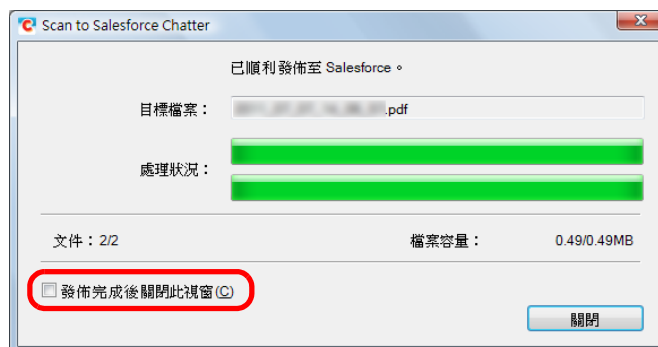 Scan to Salesforce Chatter
已順利發佈至 Salesforce。
目標檔案： .pdf
處理狀況：
文件：2/2 檔案容量： 0.49/0.49MB
發佈完成後關閉此視窗(C)
關閉